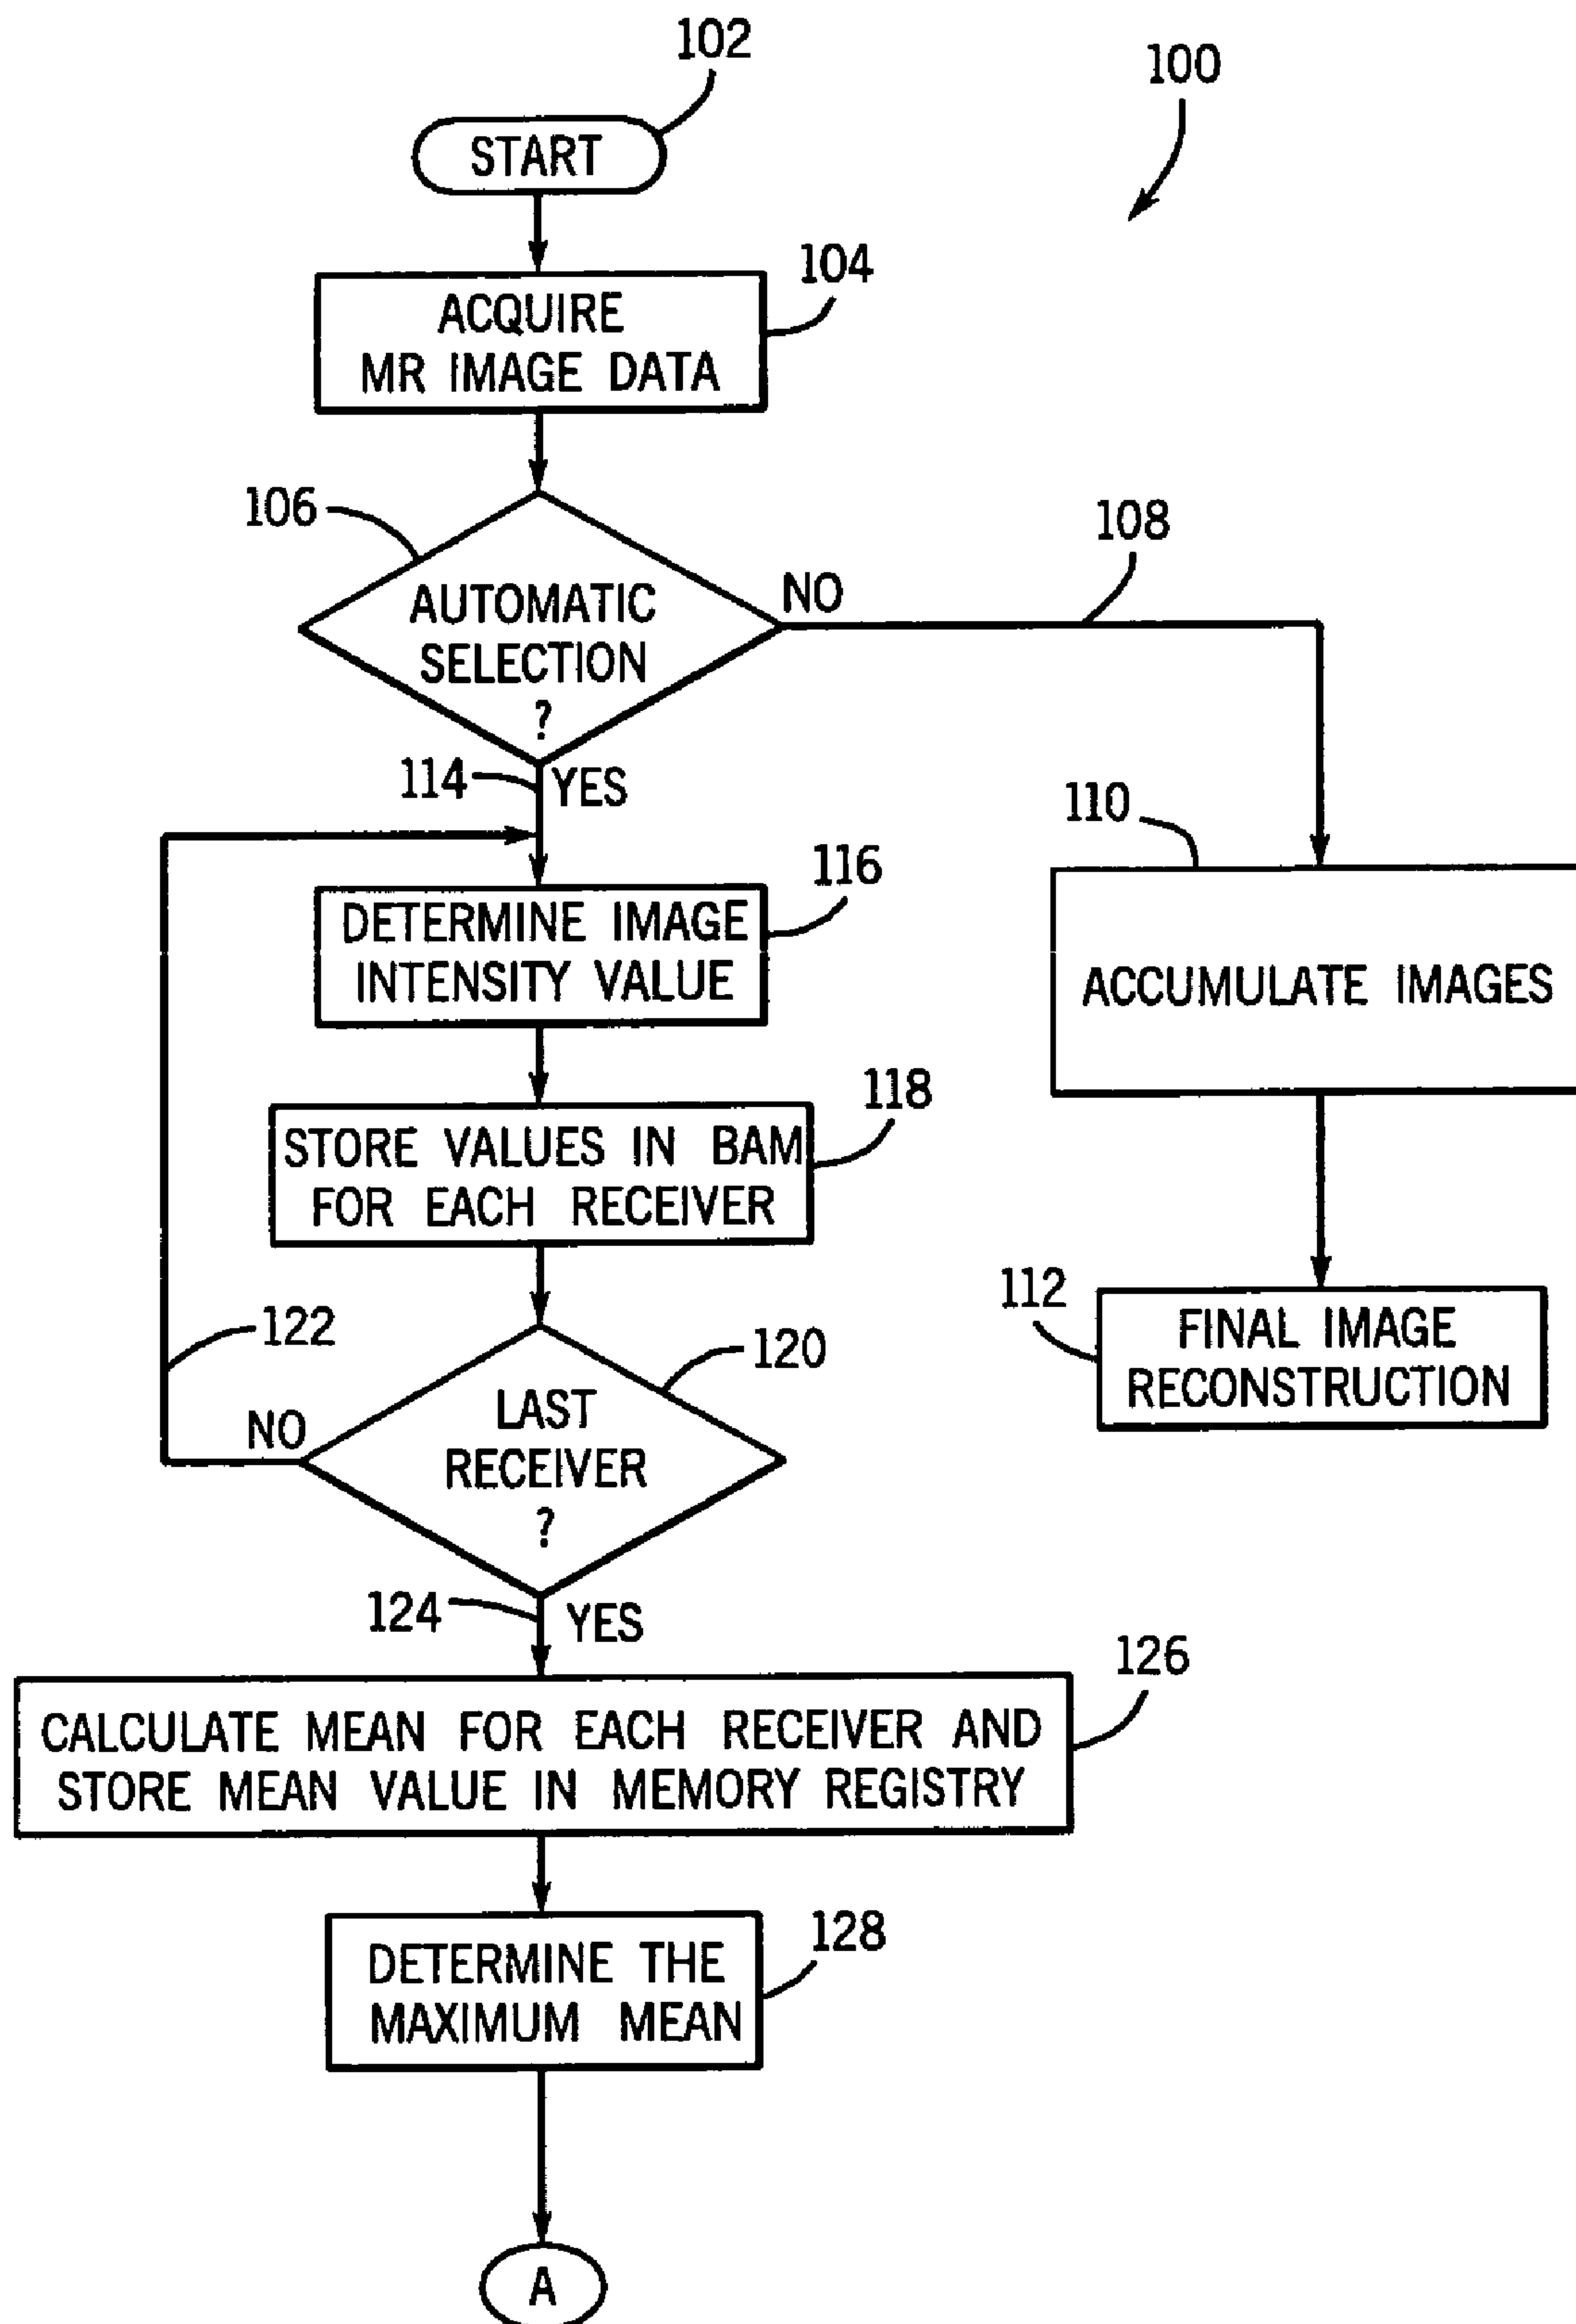 102
100
START
104
ACQUIRE
MR IMAGE DATA
106
108
NO
AUTOMATIC
SELECTION
?
114
YES
110
116
DETERMINE IMAGE
INTENSITY VALUE
ACCUMULATE IMAGES
118
STORE VALUES IN BAM
FOR EACH RECEIVER
112
FINAL IMAGE
RECONSTRUCTION
122
120
NO
LAST
RECEIVER
?
124
YES
126
CALCULATE MEAN FOR EACH RECEIVER AND
STORE MEAN VALUE IN MEMORY REGISTRY
128
DETERMINE THE
MAXIMUM MEAN
A